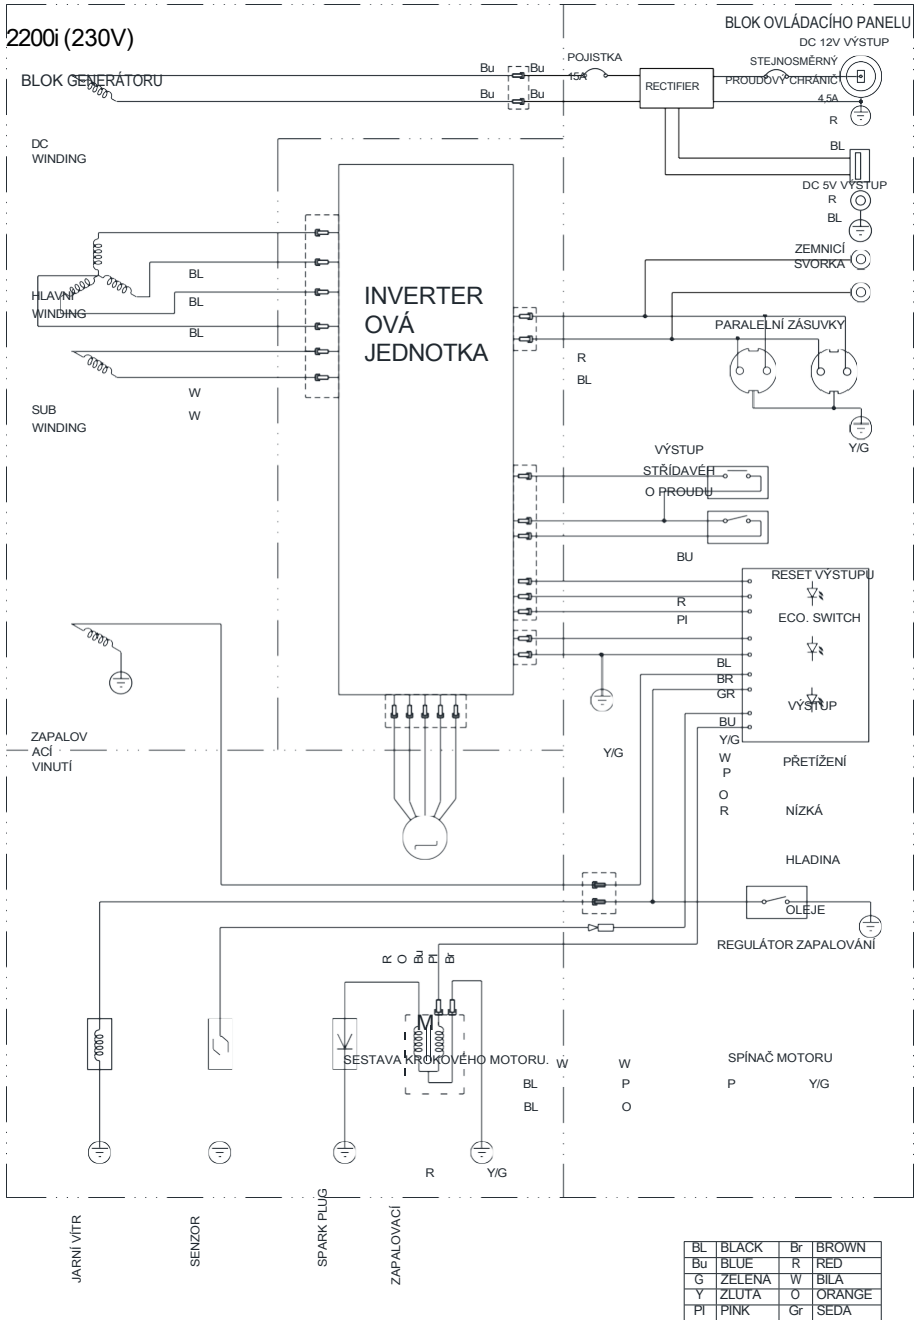 2200i (230V)
BLOK OVLÁDACÍHO PANELU
DC 12V VÝSTUP
BLOK GENERÁTORU
Bu
Bu
POJISTKA
15A
Bu
Bu
RECTIFIER
STEJNOSMĚRNÝ
PROUDOVÝ CHRÁNIČ
4,5A
R
BL
DC
WINDING
DC 5V VÝSTUP
R
BL
ZEMNICÍ
SVORKA
HLAVNÍ
WINDING
BL
BL
BL
INVERTER
OVÁ
JEDNOTKA
PARALELNÍ ZÁSUVKY
R
BL
SUB
WINDING
W
W
Y/G
VÝSTUP
STŘÍDAVÉH
O PROUDU
BU
RESET VÝSTUPU
R
PI
ECO. SWITCH
BL
BR
GR
VÝSTUP
BU
Y/G
W
P
O
R
ZAPALOV
ACÍ
VINUTÍ
Y/G
PŘETÍŽENÍ
NÍZKÁ
HLADINA
OLEJE
REGULÁTOR ZAPALOVÁNÍ
R
O
Bu
PI
Br
M
SESTAVA KROKOVÉHO MOTORU.
W
W
SPÍNAČ MOTORU
BL
P
P
Y/G
BL
O
R
Y/G
JARNÍ VÍTR
SENZOR
SPARK PLUG
ZAPALOVACÍ
BL BLACK Br BROWN
Bu BLUE R RED
G ZELENA W BILA
Y ZLUTA O ORANGE
PI PINK Gr SEDA